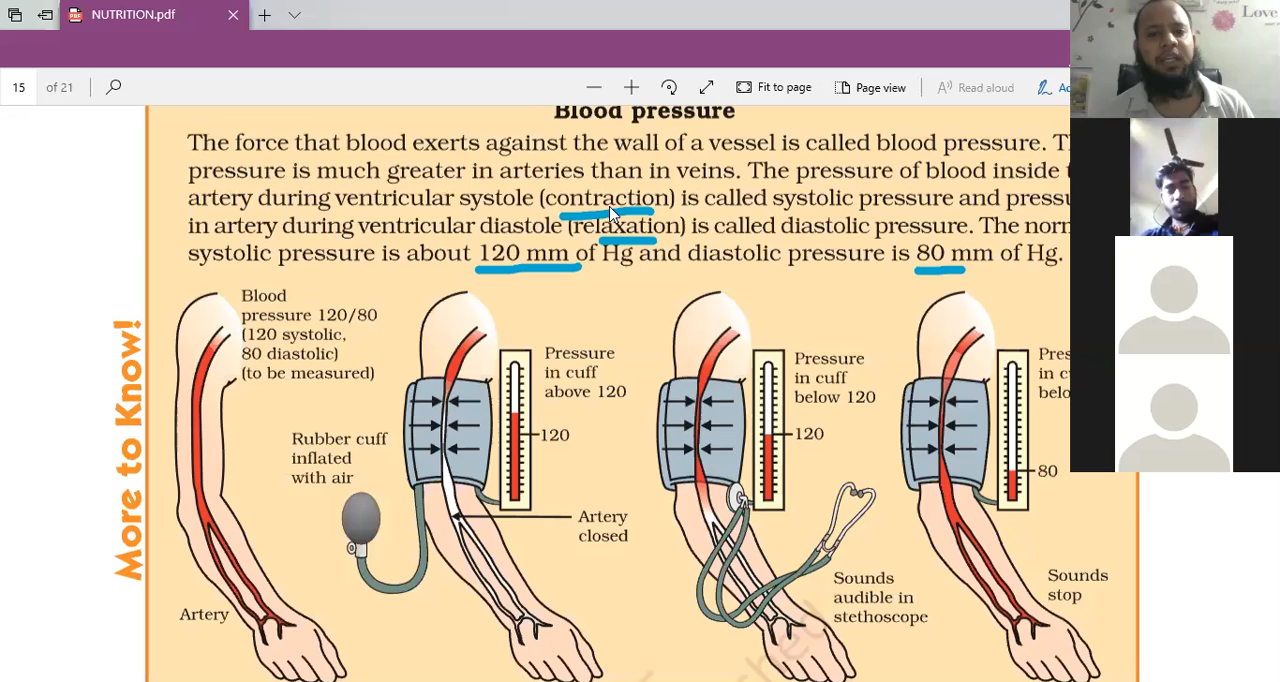 NUTRITION.pdf
15 of 21
Fit to page
Page view
Read aloud
Love
Blood pressure
The force that blood exerts against the wall of a vessel is called blood pressure.
pressure is much greater in arteries than in veins. The pressure of blood inside
artery during ventricular systole (contraction) is called systolic pressure and
in artery during ventricular diastole (relaxation) is called diastolic pressure. The
systolic pressure is about 120 mm of Hg and diastolic pressure is 80 mm of Hg.
More to Know!
Blood
pressure 120/80
(120 systolic,
80 diastolic)
(to be measured)
Rubber cuff
inflated
with air
Artery
Pressure
in cuff
above 120
120
Artery
closed
Pressure
in cuff
below 120
120
Sounds
audible in
stethoscope
80
Sounds
stop